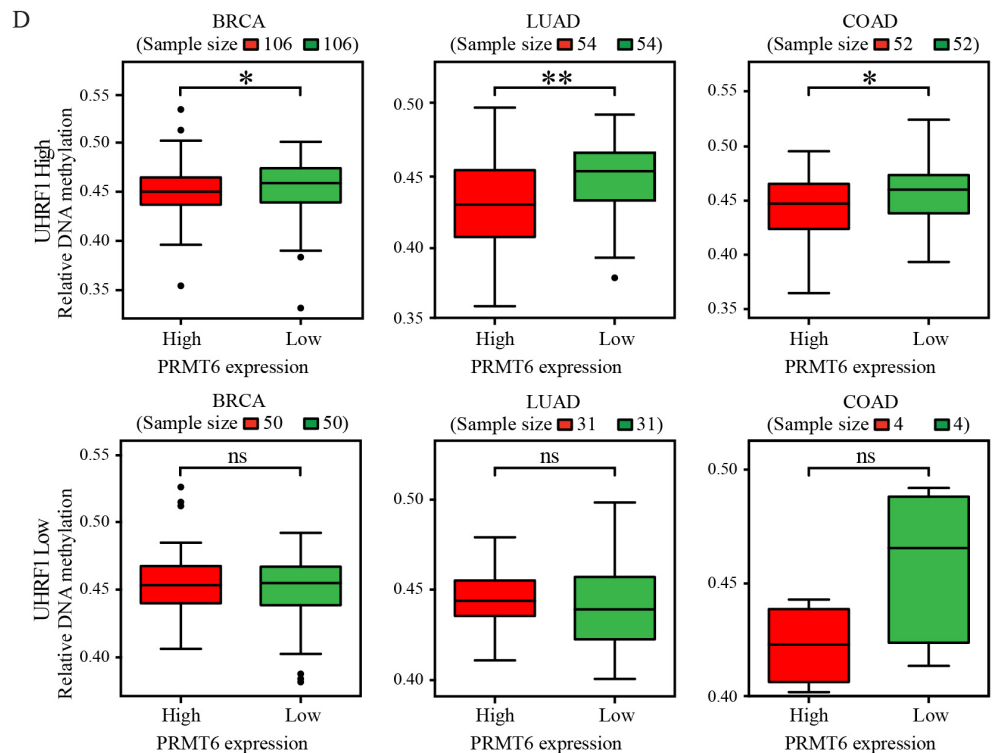 D
BRCA
(Sample size 106 106)
UHRF1 High
Relative DNA methylation
0.55
0.50
0.45
0.40
0.35
*
High Low
PRMT6 expression
LUAD
(Sample size 54 54)
0.50
0.45
0.40
0.35
**
High Low
PRMT6 expression
COAD
(Sample size 52 52)
0.55
0.50
0.45
0.40
0.35
*
High Low
PRMT6 expression
BRCA
(Sample size 50 50)
UHRF1 Low
Relative DNA methylation
0.55
0.50
0.45
0.40
ns
High Low
PRMT6 expression
LUAD
(Sample size 31 31)
0.50
0.45
0.40
ns
High Low
PRMT6 expression
COAD
(Sample size 4 4)
0.50
0.45
0.40
ns
High Low
PRMT6 expression